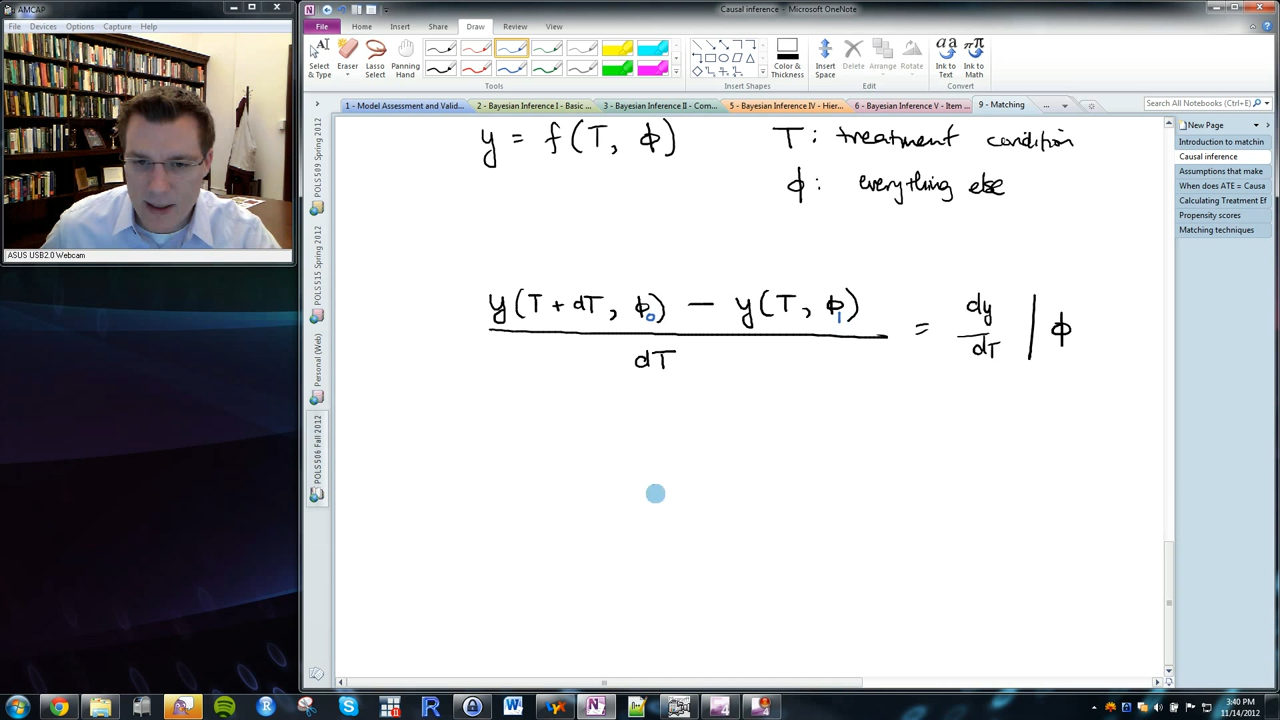 AMCAP
File Devices Options Capture Help
ASUS USB2.0 Webcam
Causal inference - Microsoft OneNote
File Home Insert Share Draw Review View
Select & Type
Eraser
Lasso Select
Panning Hand
Color & Thickness
Insert Space
Delete
Arrange
Rotate
Ink to Text
Ink to Math
Tools
Insert Shapes
Edit
Convert
1 - Model Assessment and Valid
2 - Bayesian Inference I - Basic ...
3 - Bayesian Inference II - Com...
5 - Bayesian Inference IV - Hier...
6 - Bayesian Inference V - Item ...
9 - Matching
...
Search All Notebooks (Ctrl+E)
POLS 509 Spring 2012
POLS 515 Spring 2012
Personal (Web)
POLS 506 Fall 2012
New Page
Introduction to matchin
Causal inference
Assumptions that make
When does ATE = Causa
Calculating Treatment Ef
Propensity scores
Matching techniques
y = f(T, ϕ) T: treatment condition
ϕ: everything else
y(T + dT, ϕ₀) — y(T, ϕ₁)
dT
= dy
dT
| ϕ
3:40 PM
11/14/2012